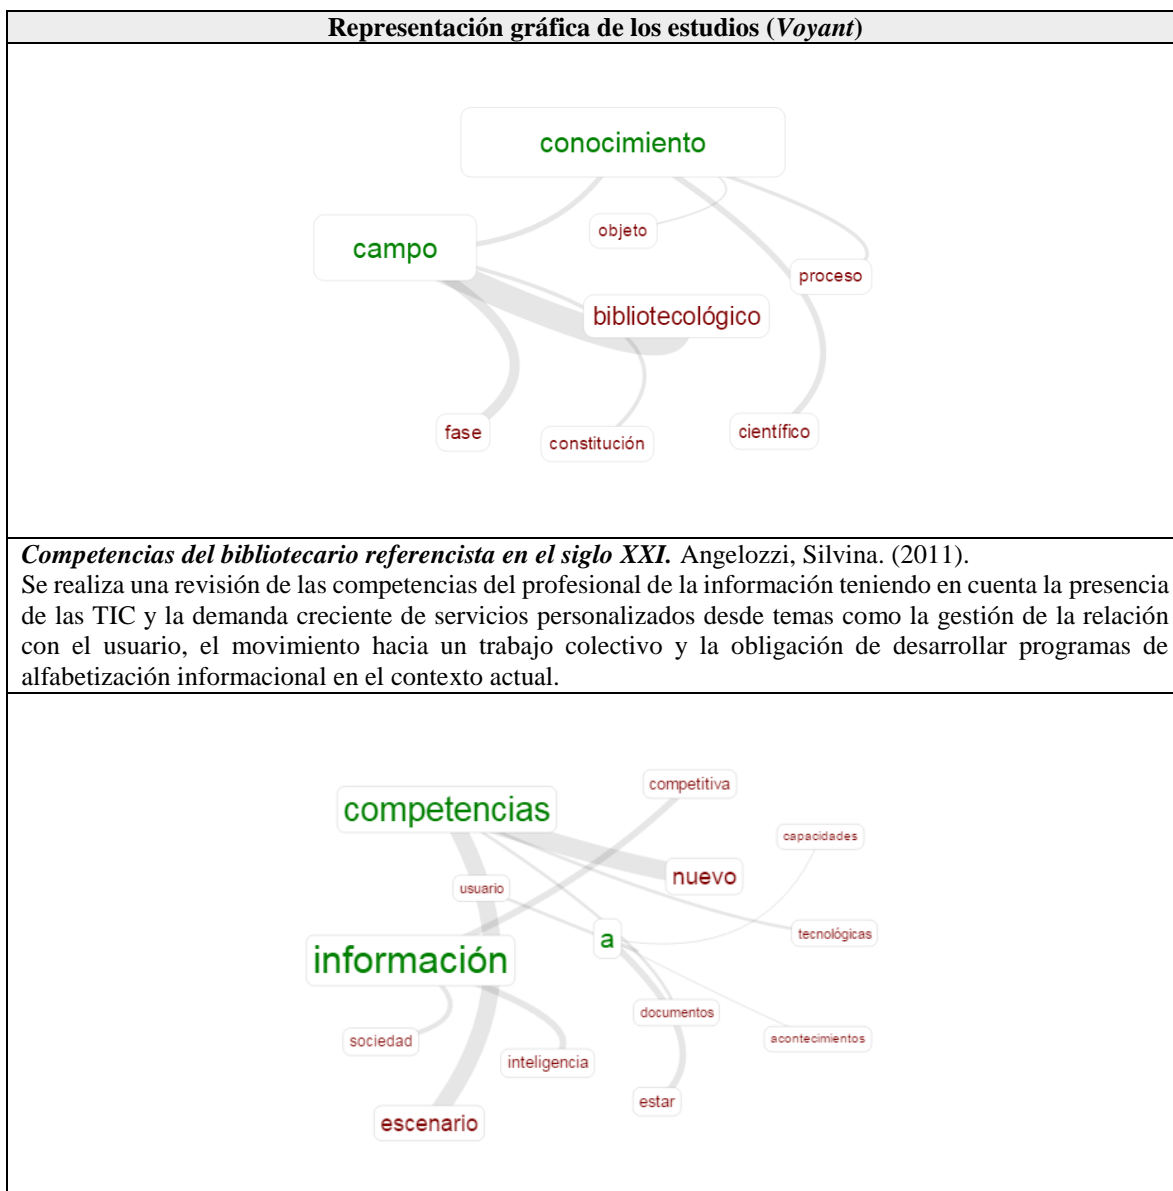 Representación gráfica de los estudios (Voyant)
conocimiento
objeto
campo
proceso
bibliotecológico
fase
constitución
científico
Competencias del bibliotecario referencista en el siglo XXI. Angelozzi, Silvina. (2011).
Se realiza una revisión de las competencias del profesional de la información teniendo en cuenta la presencia
de las TIC y la demanda creciente de servicios personalizados desde temas como la gestión de la relación
con el usuario, el movimiento hacia un trabajo colectivo y la obligación de desarrollar programas de
alfabetización informacional en el contexto actual.
competitiva
competencias
capacidades
nuevo
usuario
tecnológicas
a
información
documentos
acontecimientos
sociedad
inteligencia
estar
escenario